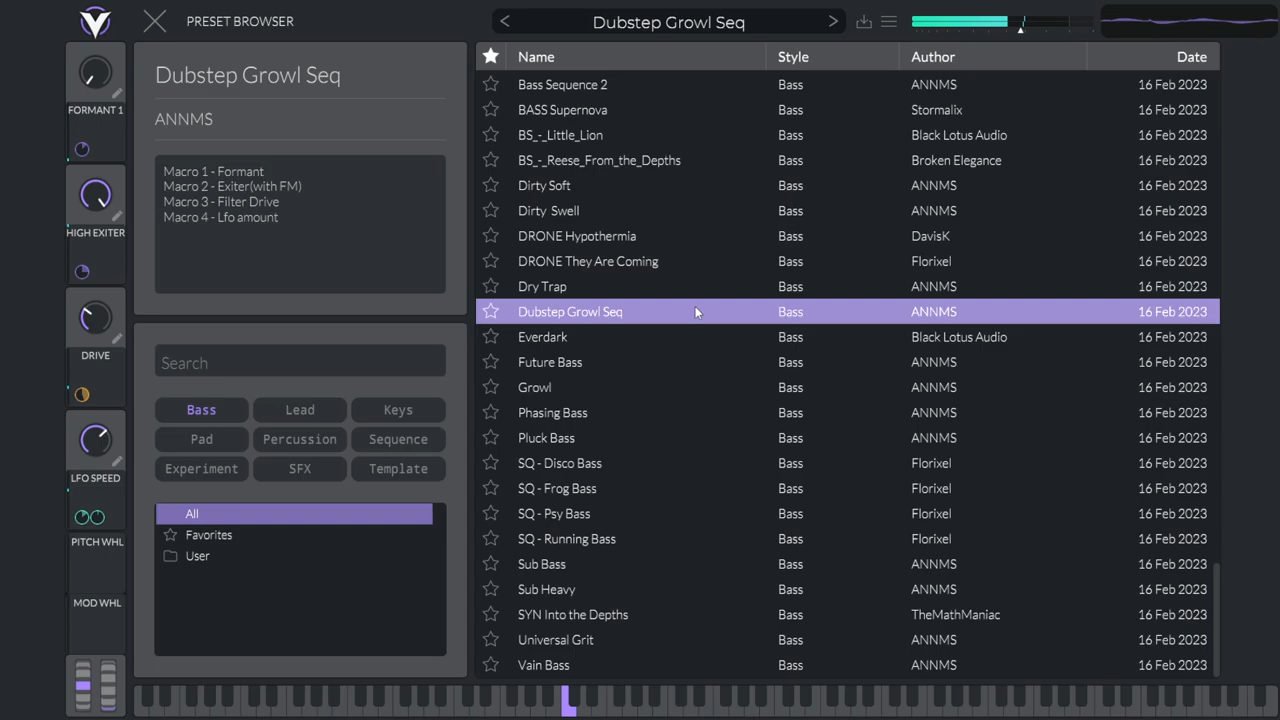 PRESET BROWSER
Dubstep Growl Seq
FORMANT 1
HIGH EXITER
DRIVE
LFO SPEED
PITCH WHL
MOD WHL
Dubstep Growl Seq
ANNMS
Macro 1 - Formant
Macro 2 - Exiter(with FM)
Macro 3 - Filter Drive
Macro 4 - Lfo amount
Search
Bass Lead Keys
Pad Percussion Sequence
Experiment SFX Template
All
Favorites
User
Name Style Author Date
Bass Sequence 2 Bass ANNMS 16 Feb 2023
BASS Supernova Bass Stormalix 16 Feb 2023
BS_-_Little_Lion Bass Black Lotus Audio 16 Feb 2023
BS_-_Reese_From_the_Depths Bass Broken Elegance 16 Feb 2023
Dirty Soft Bass ANNMS 16 Feb 2023
Dirty Swell Bass ANNMS 16 Feb 2023
DRONE Hypothermia Bass DavisK 16 Feb 2023
DRONE They Are Coming Bass Florixel 16 Feb 2023
Dry Trap Bass ANNMS 16 Feb 2023
Dubstep Growl Seq Bass ANNMS 16 Feb 2023
Everdark Bass Black Lotus Audio 16 Feb 2023
Future Bass Bass ANNMS 16 Feb 2023
Growl Bass ANNMS 16 Feb 2023
Phasing Bass Bass ANNMS 16 Feb 2023
Pluck Bass Bass ANNMS 16 Feb 2023
SQ - Disco Bass Bass Florixel 16 Feb 2023
SQ - Frog Bass Bass Florixel 16 Feb 2023
SQ - Psy Bass Bass Florixel 16 Feb 2023
SQ - Running Bass Bass Florixel 16 Feb 2023
Sub Bass Bass ANNMS 16 Feb 2023
Sub Heavy Bass ANNMS 16 Feb 2023
SYN Into the Depths Bass TheMathManiac 16 Feb 2023
Universal Grit Bass ANNMS 16 Feb 2023
Vain Bass Bass ANNMS 16 Feb 2023